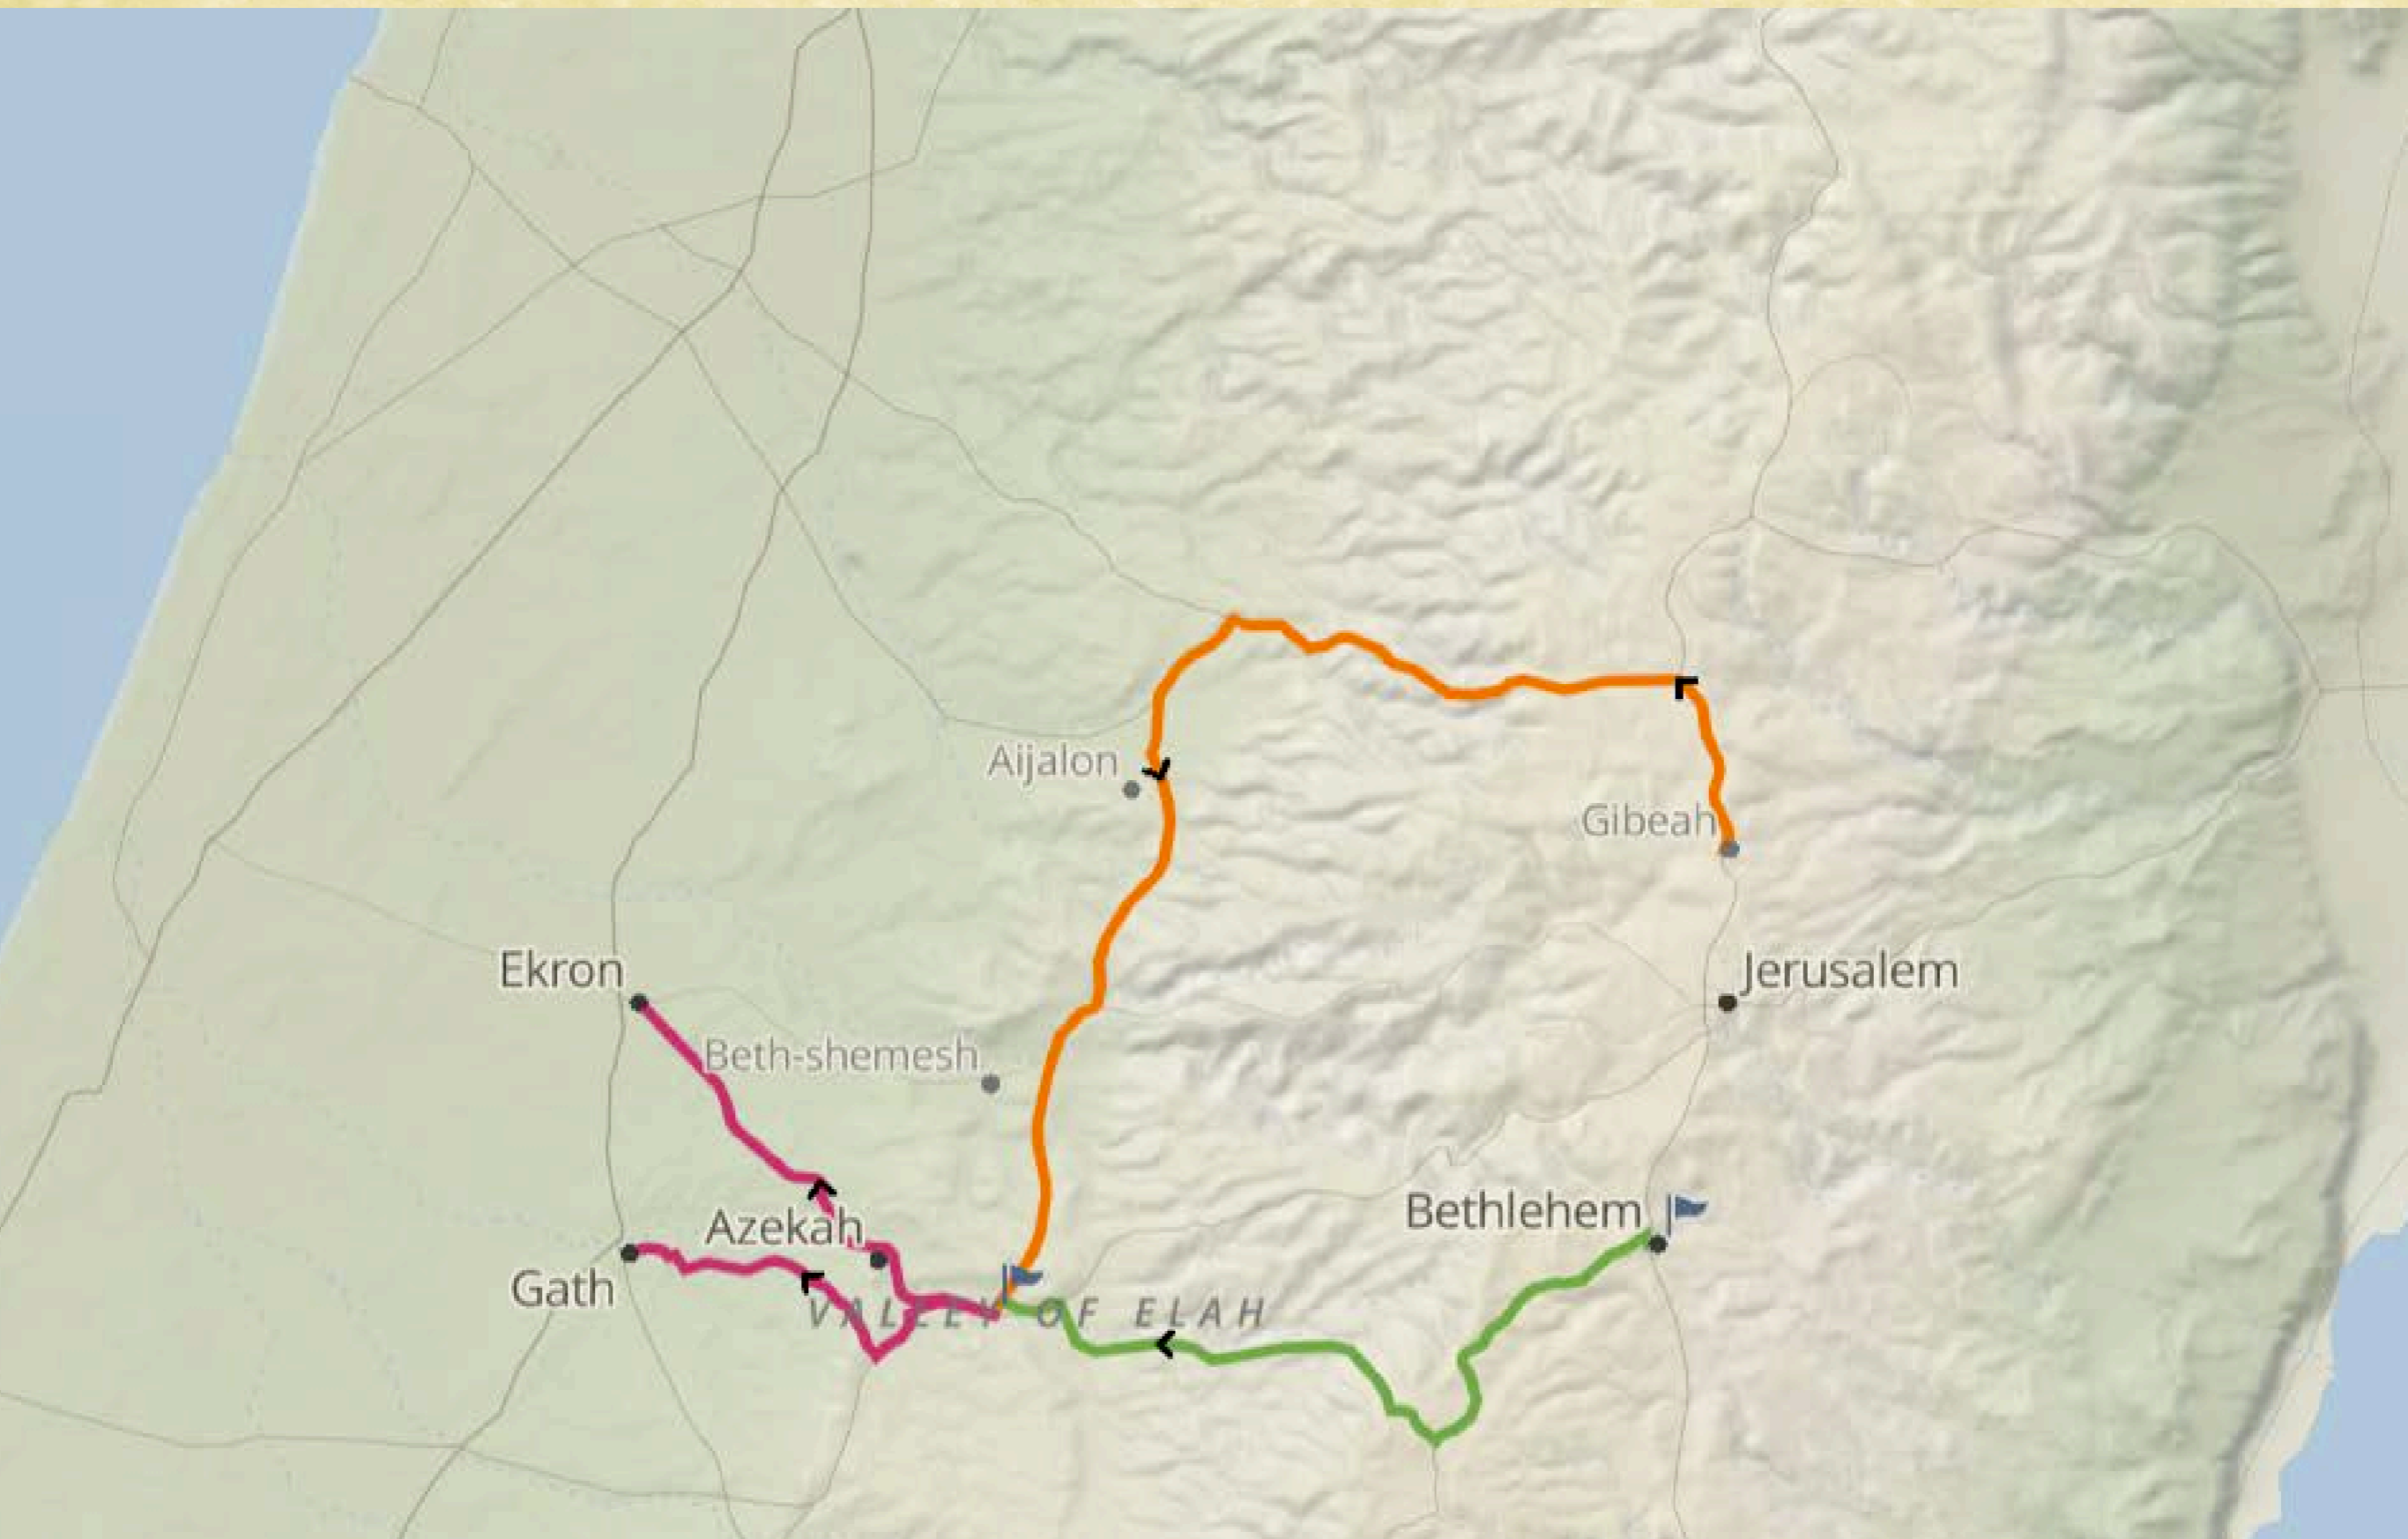 Aijalon
Gibeah
Ekron
Jerusalem
Beth-shemesh
Bethlehem
Azekah
Gath
VALLEY OF ELAH